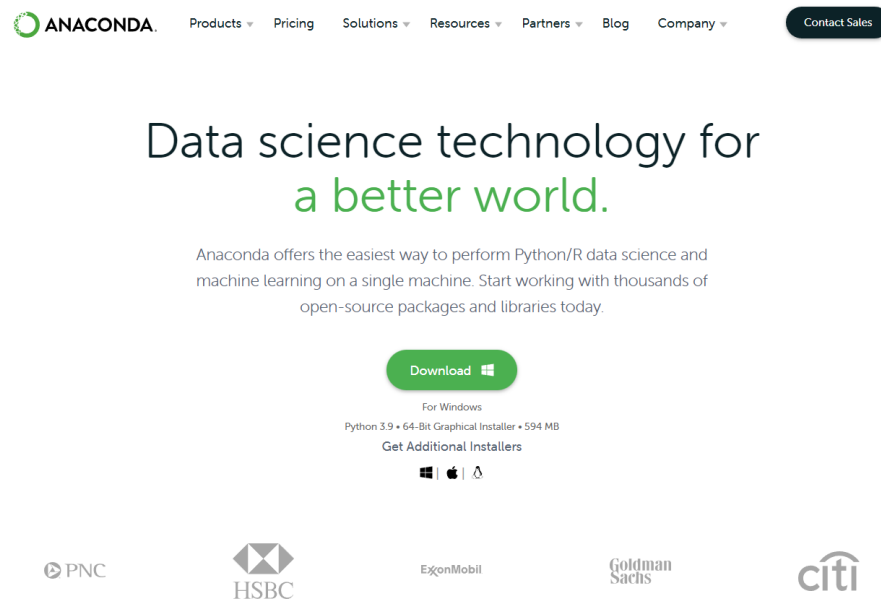 ANACONDA.
Products
Pricing
Solutions
Resources
Partners
Blog
Company
Contact Sales
Data science technology for
a better world.
Anaconda offers the easiest way to perform Python/R data science and
machine learning on a single machine. Start working with thousands of
open-source packages and libraries today.
Download
For Windows
Python 3.9 • 64-Bit Graphical Installer • 594 MB
Get Additional Installers
| |
PNC
HSBC
ExxonMobil
Goldman
Sachs
citi